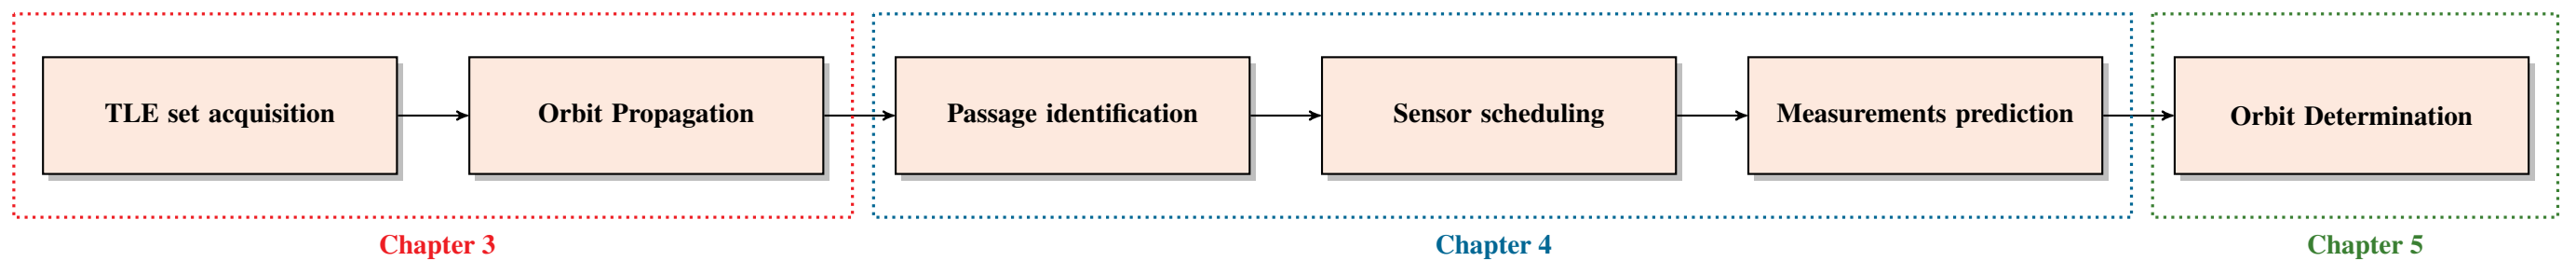 TLE set acquisition
Orbit Propagation
Passage identification
Sensor scheduling
Measurements prediction
Orbit Determination
Chapter 3
Chapter 4
Chapter 5